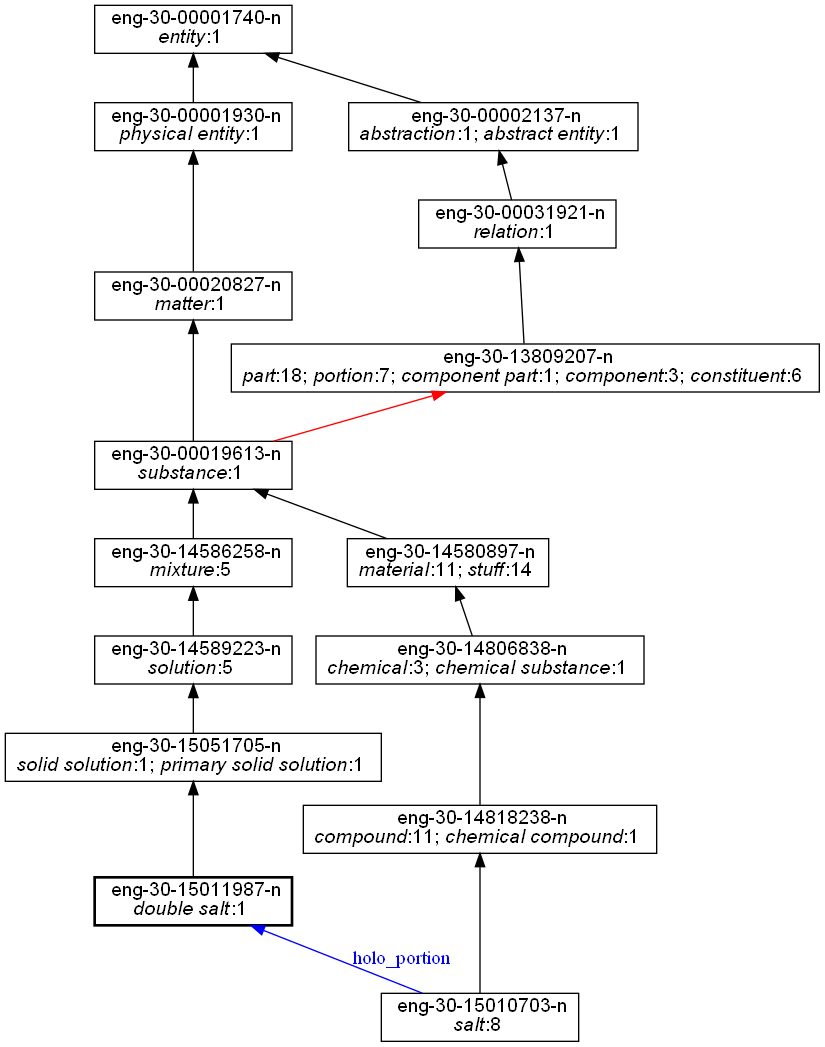 eng-30-00001740-n
entity:1
eng-30-00001930-n
physical entity:1
eng-30-00002137-n
abstraction:1; abstract entity:1
eng-30-00031921-n
relation:1
eng-30-00020827-n
matter:1
eng-30-13809207-n
part:18; portion:7; component part:1; component:3; constituent:6
eng-30-00019613-n
substance:1
eng-30-14586258-n
mixture:5
eng-30-14580897-n
material:11; stuff:14
eng-30-14589223-n
solution:5
eng-30-14806838-n
chemical:3; chemical substance:1
eng-30-15051705-n
solid solution:1; primary solid solution:1
eng-30-14818238-n
compound:11; chemical compound:1
eng-30-15011987-n
double salt:1
holo_portion
eng-30-15010703-n
salt:8